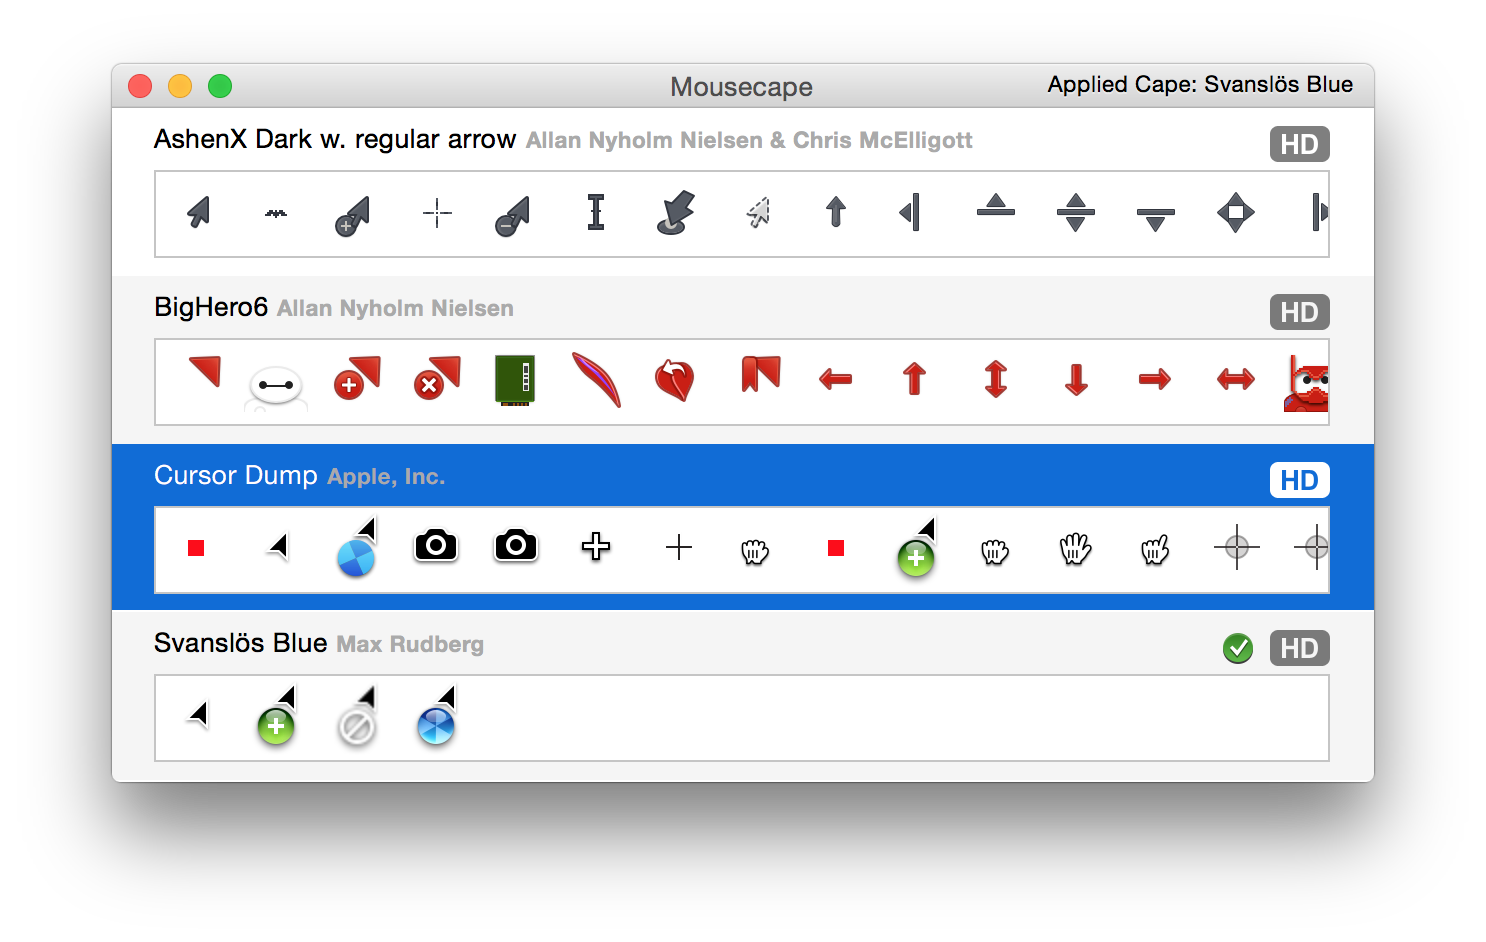 Mousecape
Applied Cape: Svanslös Blue
AshenX Dark w. regular arrow Allan Nyholm Nielsen & Chris McElligott
HD
BigHero6 Allan Nyholm Nielsen
HD
Cursor Dump Apple, Inc.
HD
Svanslös Blue Max Rudberg
HD